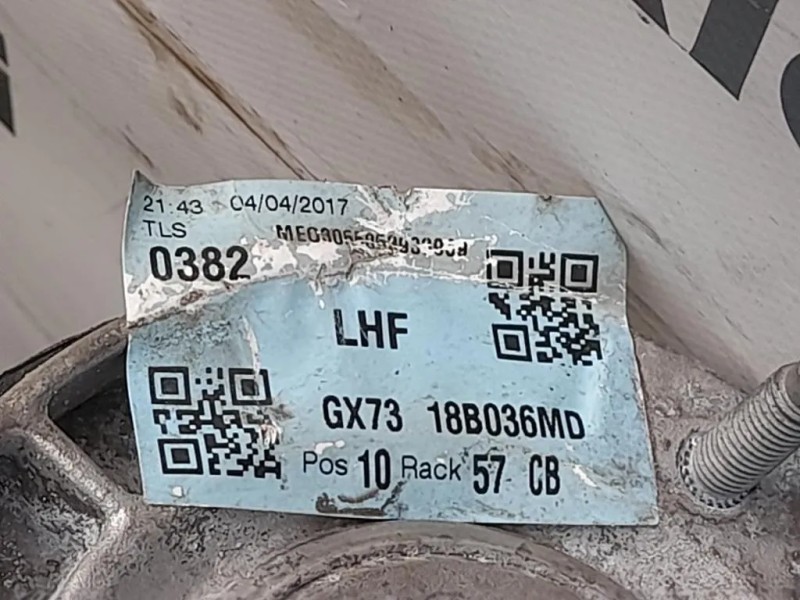 21:43 04/04/2017
TLS
0382
LHF
GX73 18B036MD
Pos 10 Rack 57 CB